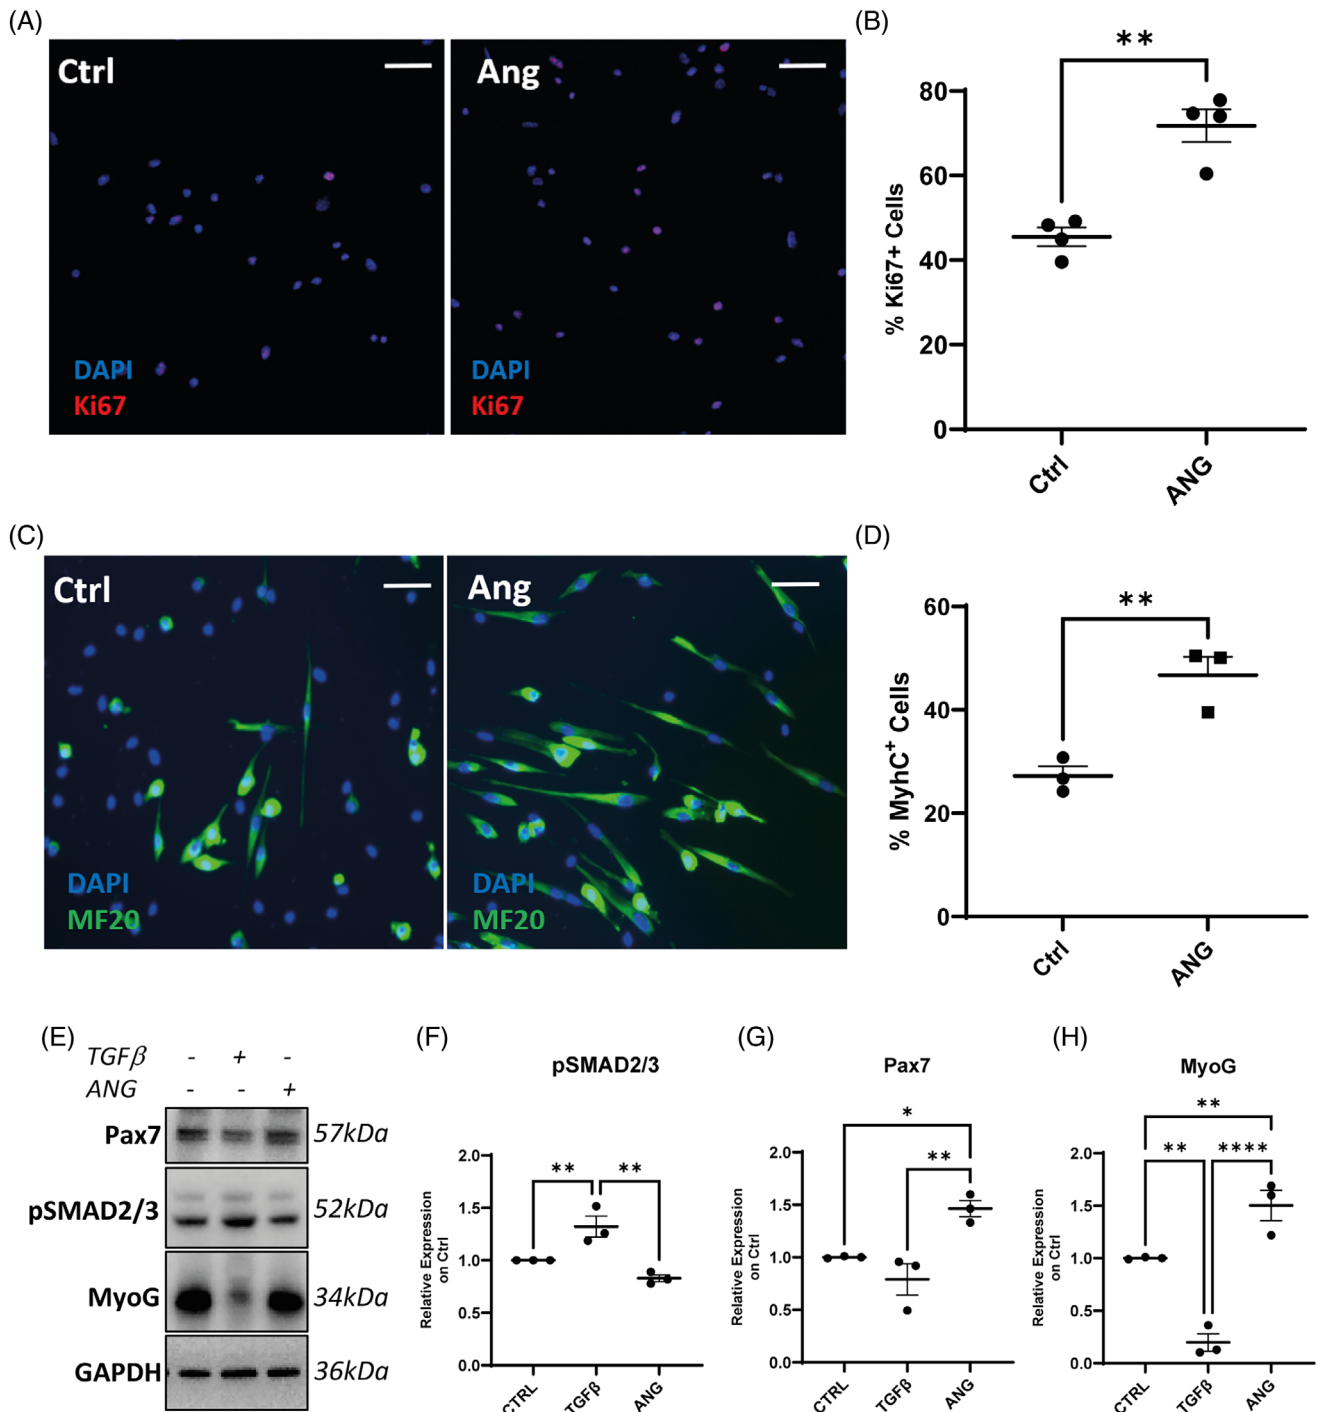 (A)
Ctrl
DAPI
Ki67
Ang
DAPI
Ki67
(B)
**
80
60
40
20
0
% Ki67+ Cells
Ctrl
ANG
(C)
Ctrl
DAPI
MF20
Ang
DAPI
MF20
(D)
**
60
40
20
0
% MyhC+ Cells
Ctrl
ANG
(E)
TGFβ - + -
ANG - - +
Pax7 57kDa
pSMAD2/3 52kDa
MyoG 34kDa
GAPDH 36kDa
(F)
pSMAD2/3
** **
2.0
1.5
1.0
0.5
0.0
Relative Expression
on Ctrl
CTRL
TGFβ
ANG
(G)
Pax7
*
**
2.0
1.5
1.0
0.5
0.0
Relative Expression
on Ctrl
CTRL
TGFβ
ANG
(H)
MyoG
**
** ****
2.0
1.5
1.0
0.5
0.0
Relative Expression
on Ctrl
CTRL
TGFβ
ANG